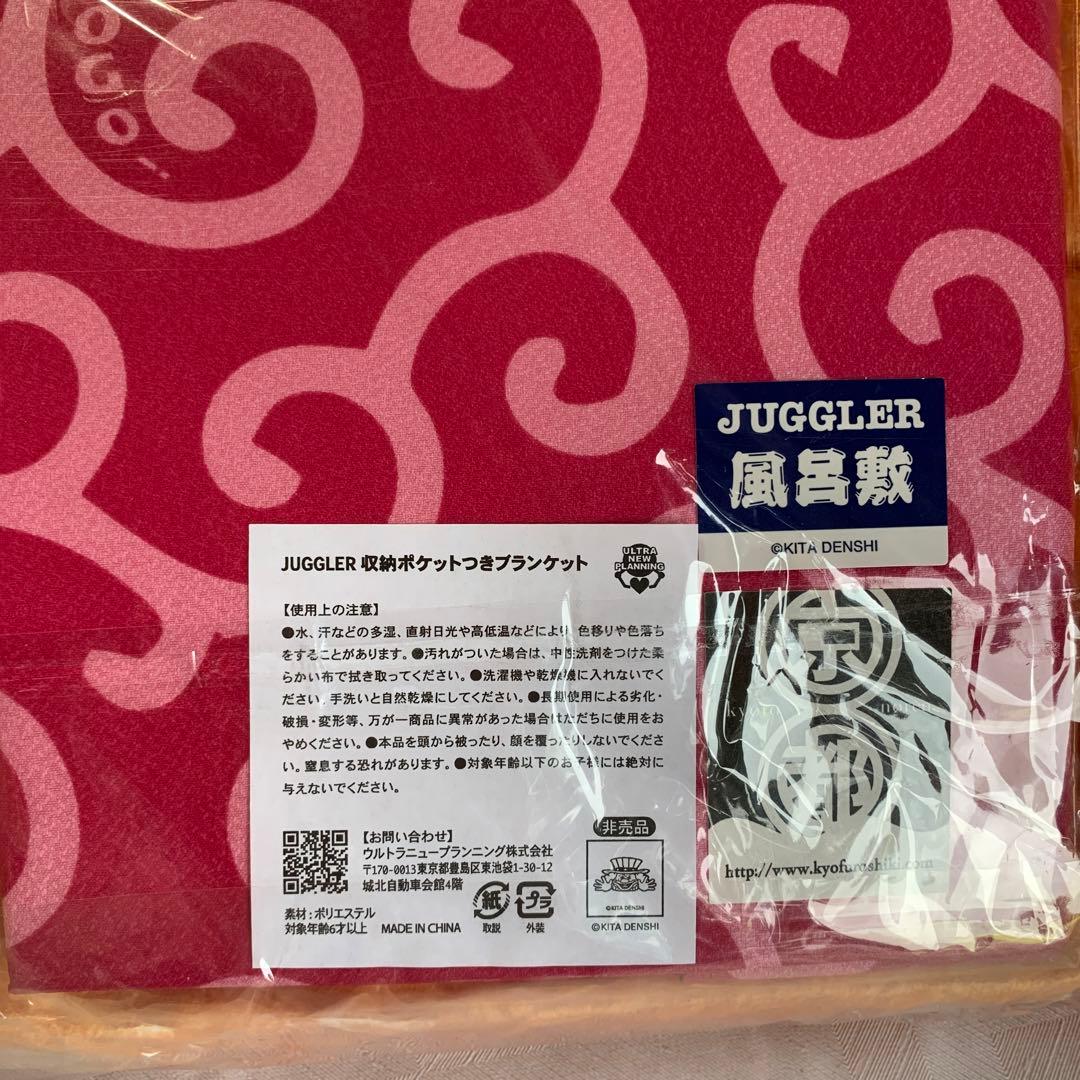 GOGO
JUGGLER
風呂敷
©KITA DENSHI
JUGGLER 収納ポケットつきブランケット
ULTRA
NEW
PLANNING
【使用上の注意】
●水、汗などの多湿、直射日光や高低温などにより、色移りや色落ち
をすることがあります。●汚れがついた場合は、中性洗剤をつけた柔
らかい布で拭き取ってください。●洗濯機や乾燥機に入れないでく
ださい。手洗いと自然乾燥にしてください。●長期使用による劣化・
破損・変形等、万が一商品に異常があった場合はただちに使用をお
やめください。●本品を頭から被ったり、顔を覆ったりしないでくださ
い。窒息する恐れがあります。●対象年齢以下のお子様には絶対に
与えないでください。
【お問い合わせ】
ウルトラニュープランニング株式会社
〒170-0013東京都豊島区東池袋1-30-12
城北自動車会館4階
素材：ポリエステル
対象年齢6才以上 MADE IN CHINA
紙
取説
プラ
外装
非売品
©KITA DENSHI
©KITA DENSHI
京
kyoto
都
http://www.kyofuroshiki.com